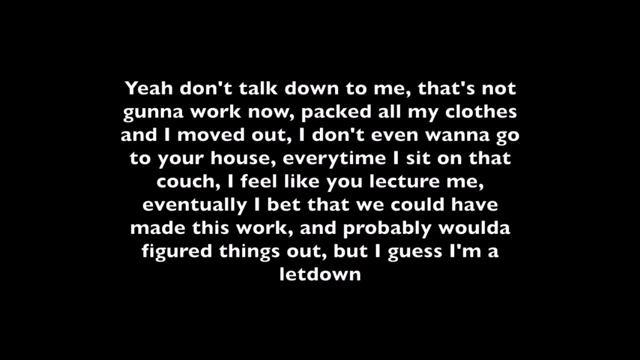 Yeah don't talk down to me, that's not
gunna work now, packed all my clothes
and I moved out, I don't even wanna go
to your house, everytime I sit on that
couch, I feel like you lecture me,
eventually I bet that we could have
made this work, and probably woulda
figured things out, but I guess I'm a
letdown